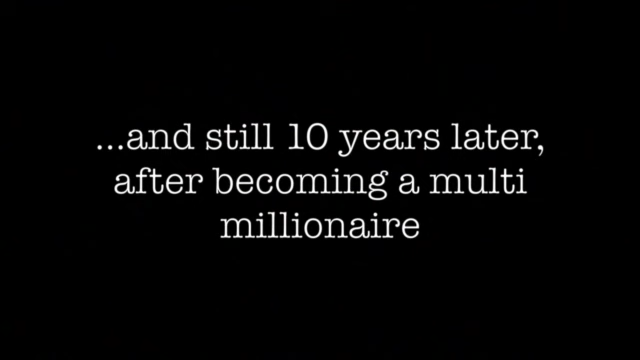 ...and still 10 years later,
after becoming a multi
millionaire